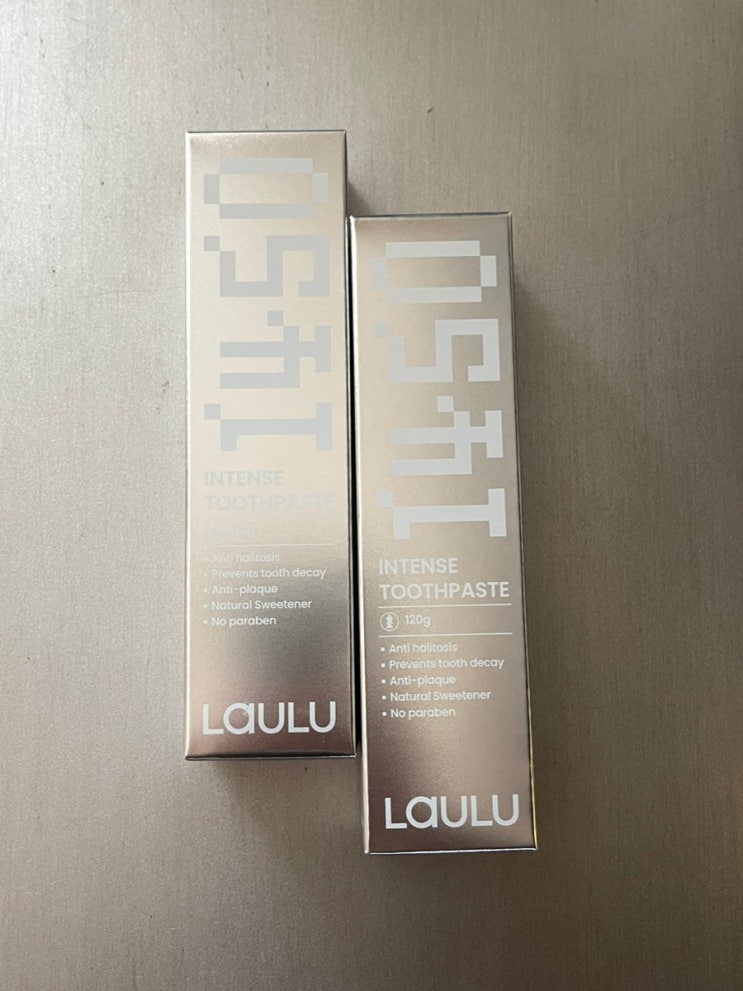 1450
INTENSE
TOOTHPASTE
• Anti halitosis
• Prevents tooth decay
• Anti-plaque
• Natural Sweetener
• No paraben
LaULU
1450
INTENSE
TOOTHPASTE
120g
• Anti halitosis
• Prevents tooth decay
• Anti-plaque
• Natural Sweetener
• No paraben
LaULU